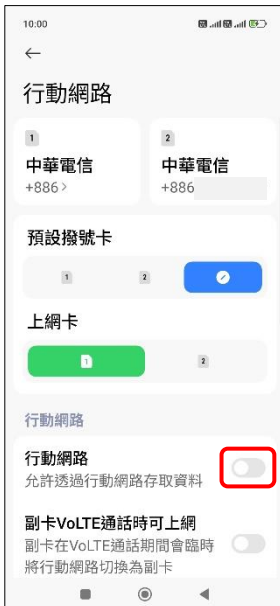 10:00
行動網路
1
2
中華電信
中華電信
+886 >
+886
預設撥號卡
1
2
上網卡
1
2
行動網路
行動網路
允許透過行動網路存取資料
副卡VoLTE通話時可上網
副卡在VoLTE通話期間會臨時
將行動網路切換為副卡